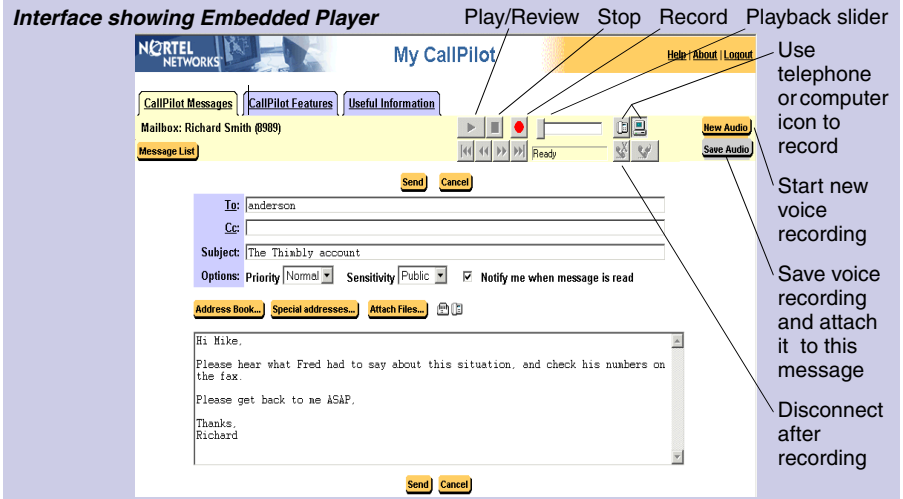 Interface showing Embedded Player
Play/Review Stop Record Playback slider
NORTEL
NETWORKS
My CallPilot
Help | About | Logout
Use
telephone
or computer
icon to
record
CallPilot Messages CallPilot Features Useful Information
Mailbox: Richard Smith (8989)
New Audio
Message List
Ready
Save Audio
Start new
voice
recording
Send Cancel
To: anderson
Cc:
Subject: The Thimbly account
Options: Priority Normal Sensitivity Public Notify me when message is read
Save voice
recording
and attach
it to this
message
Address Book... Special addresses... Attach Files...
Hi Mike,
Please hear what Fred had to say about this situation, and check his numbers on
the fax.
Please get back to me ASAP,
Thanks,
Richard
Disconnect
after
recording
Send Cancel